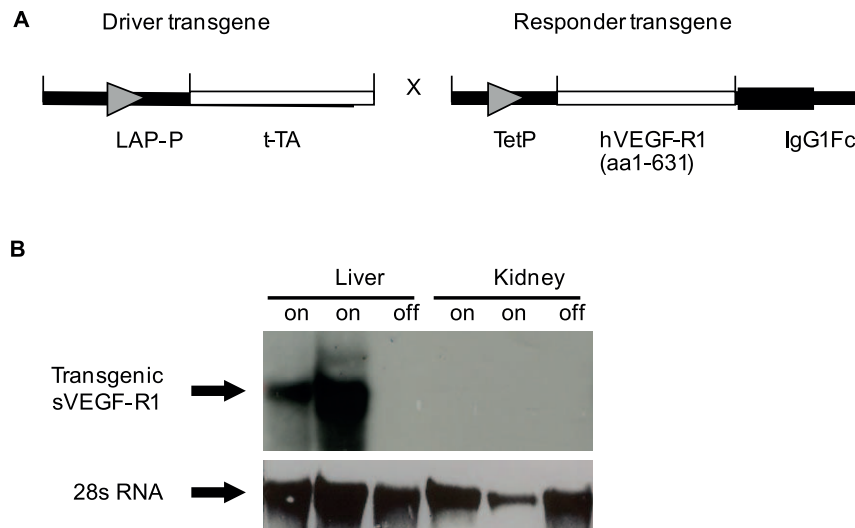 A
Driver transgene
Responder transgene
X
LAP-P
t-TA
TetP
hVEGF-R1
(aa1-631)
IgG1Fc
B
Liver
Kidney
on on off on on off
Transgenic
sVEGF-R1
28s RNA